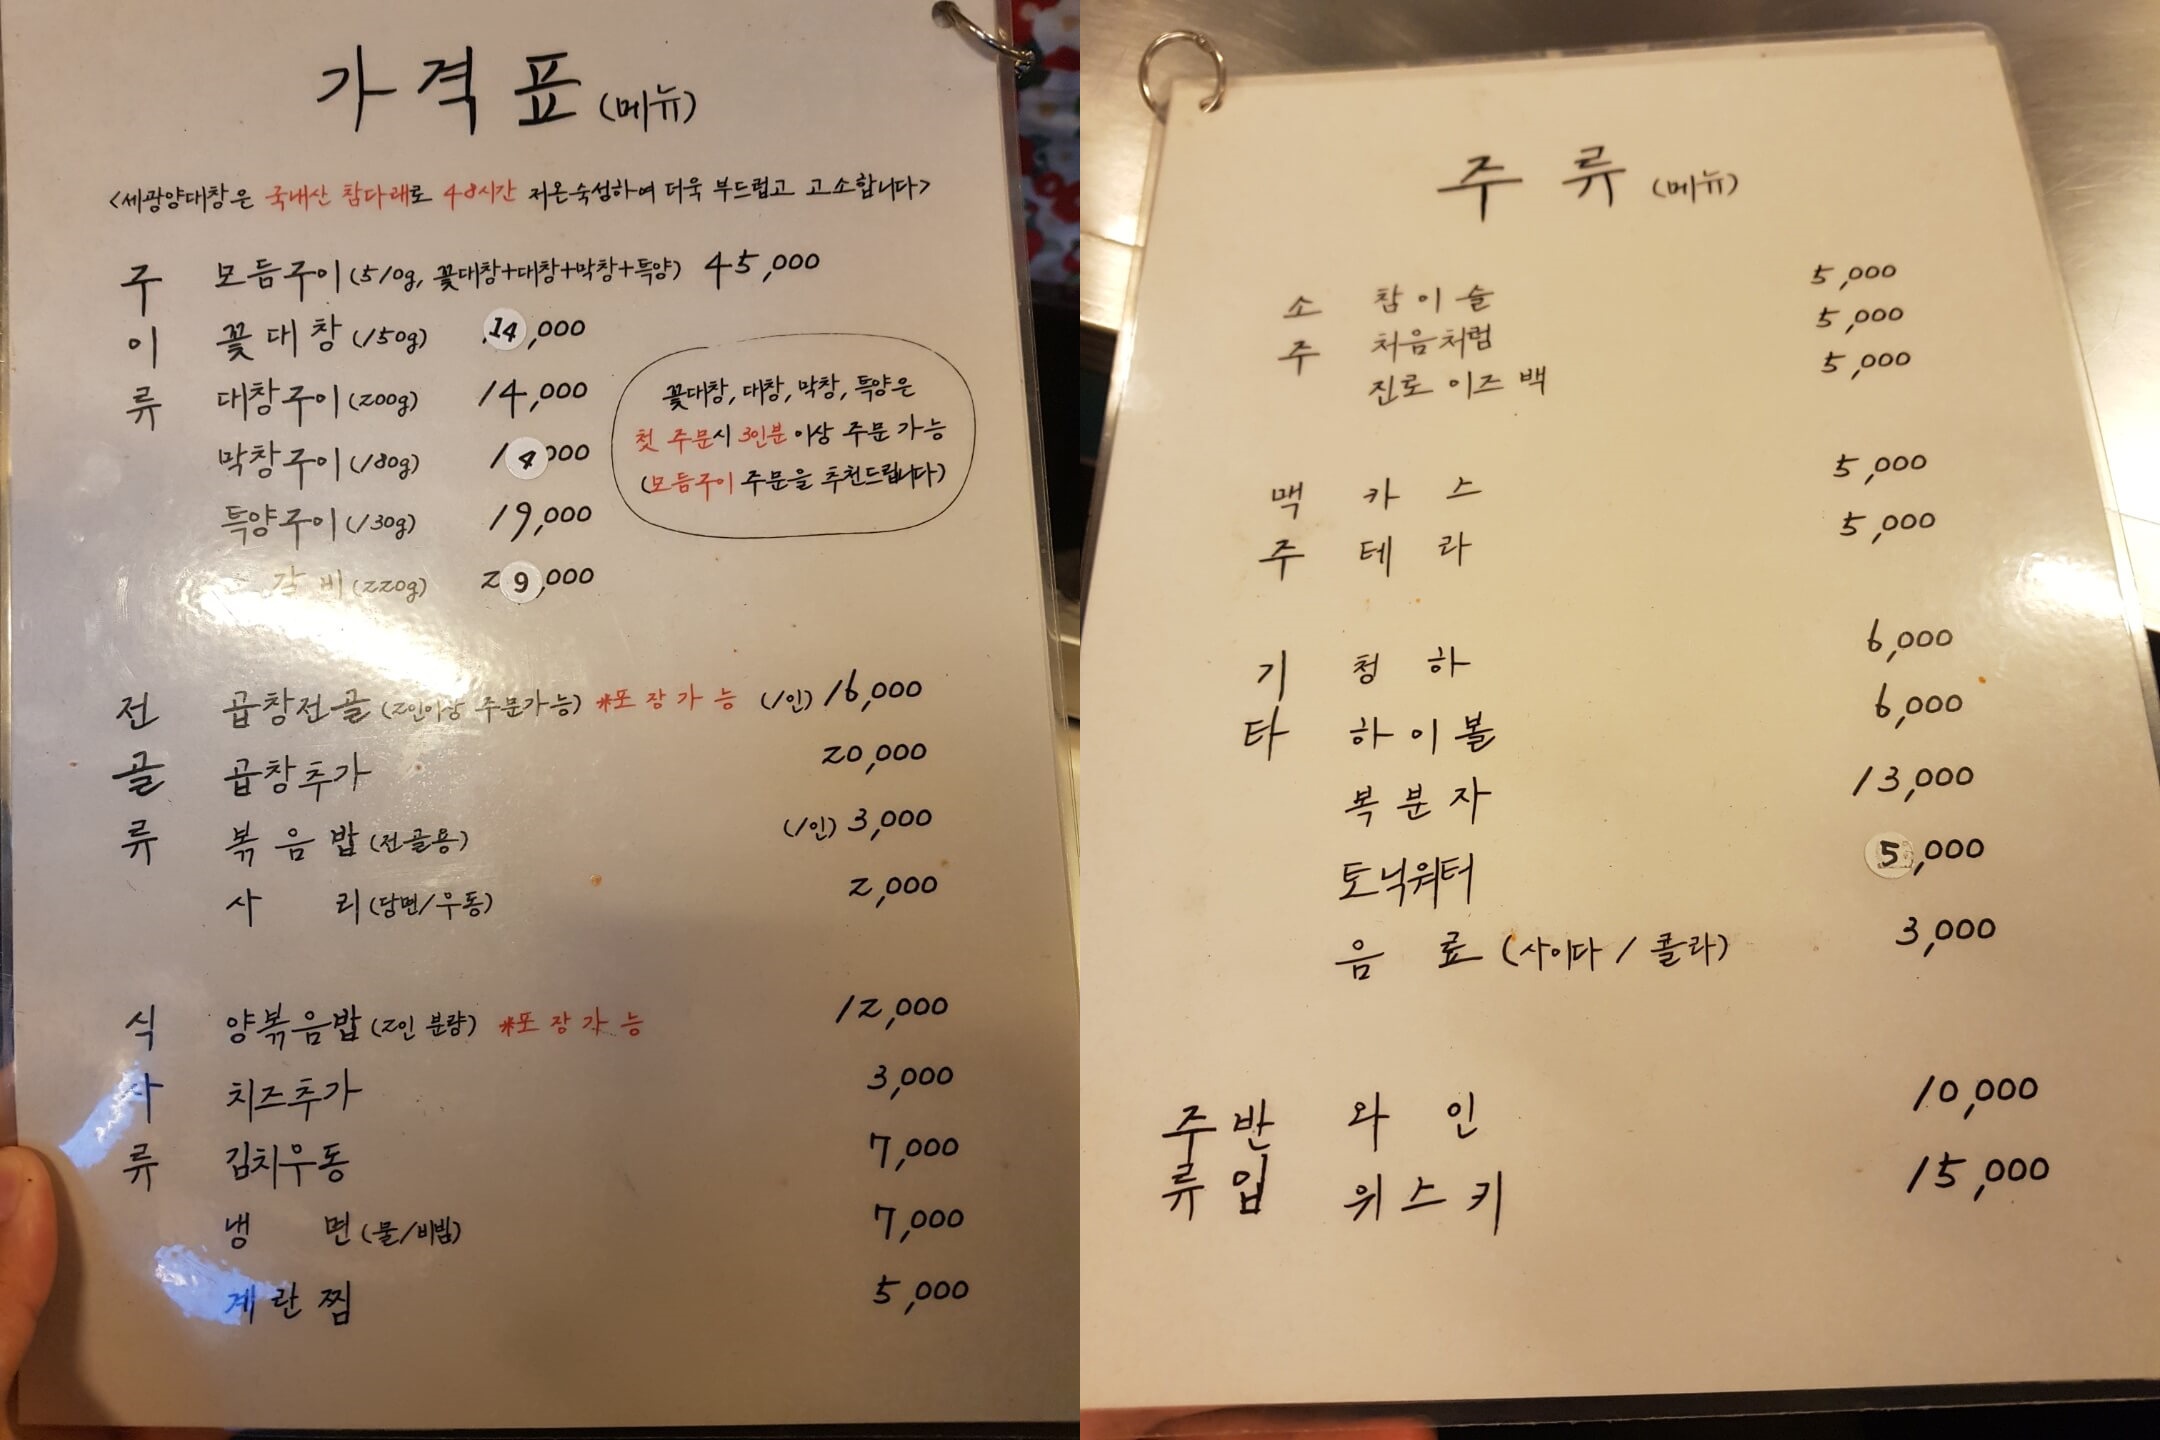 가격표 (메뉴)
<세광양대창은 국내산 참다래로 48시간 저온숙성하여 더욱 부드럽고 고소합니다>
구이류
모듬구이 (510g, 꽃대창+대창+막창+특양) 45,000
꽃대창 (150g) 14,000
대창구이 (200g) 14,000
막창구이 (180g) 14,000
특양구이 (130g) 19,000
갈비 (220g) 29,000
꽃대창, 대창, 막창, 특양은
첫 주문시 3인분 이상 주문 가능
(모듬구이 주문을 추천드립니다)
전골류
곱창전골 (2인이상 주문가능) *포장가능 (1인) 16,000
곱창추가 20,000
볶음밥 (전골용) (1인) 3,000
사리 (당면/우동) 2,000
식사류
양볶음밥 (2인 분량) *포장가능 12,000
치즈추가 3,000
김치우동 7,000
냉면 (물/비빔) 7,000
계란찜 5,000
주류 (메뉴)
소주
참이슬 5,000
처음처럼 5,000
진로 이즈 백 5,000
맥주
카스 5,000
테라 5,000
기타
청하 6,000
하이볼 6,000
복분자 13,000
토닉워터 5,000
음료 (사이다 / 콜라) 3,000
주류반입
와인 10,000
위스키 15,000